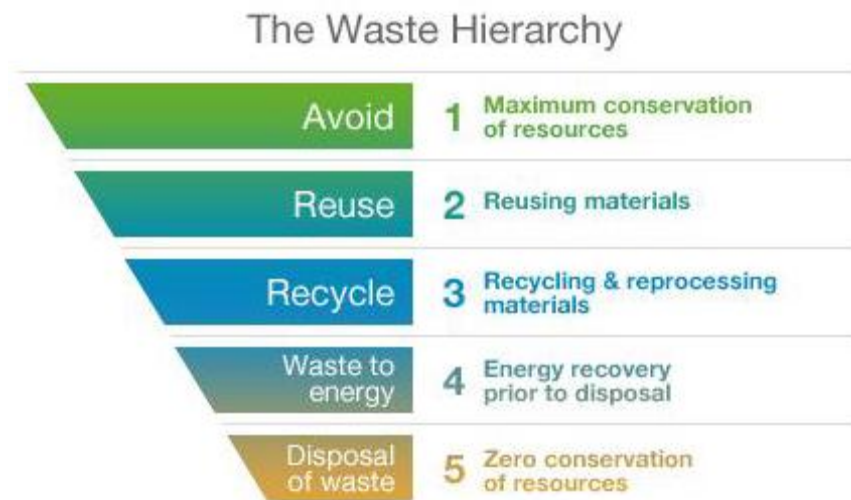 The Waste Hierarchy
Avoid
1 Maximum conservation
of resources
Reuse
2 Reusing materials
Recycle
3 Recycling & reprocessing
materials
Waste to
energy
4 Energy recovery
prior to disposal
Disposal
of waste
5 Zero conservation
of resources